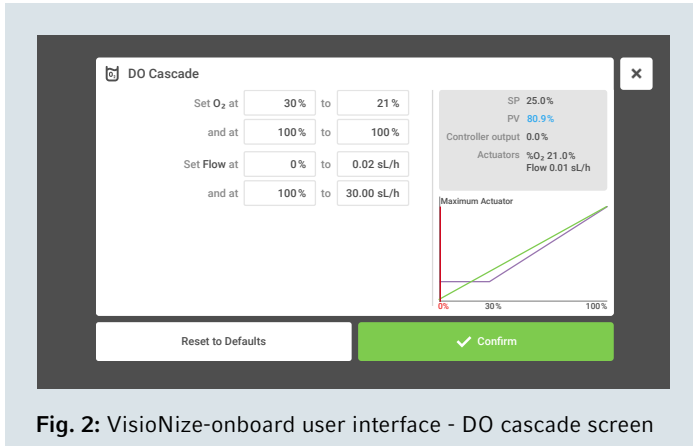 O₂ DO Cascade
Set O₂ at 30 % to 21 %
and at 100 % to 100 %
Set Flow at 0 % to 0.02 sL/h
and at 100 % to 30.00 sL/h
SP 25.0%
PV 80.9%
Controller output 0.0%
Actuators %O₂ 21.0%
Flow 0.01 sL/h
Maximum Actuator
0% 30% 100%
Reset to Defaults
Confirm
Fig. 2: VisioNize-onboard user interface - DO cascade screen